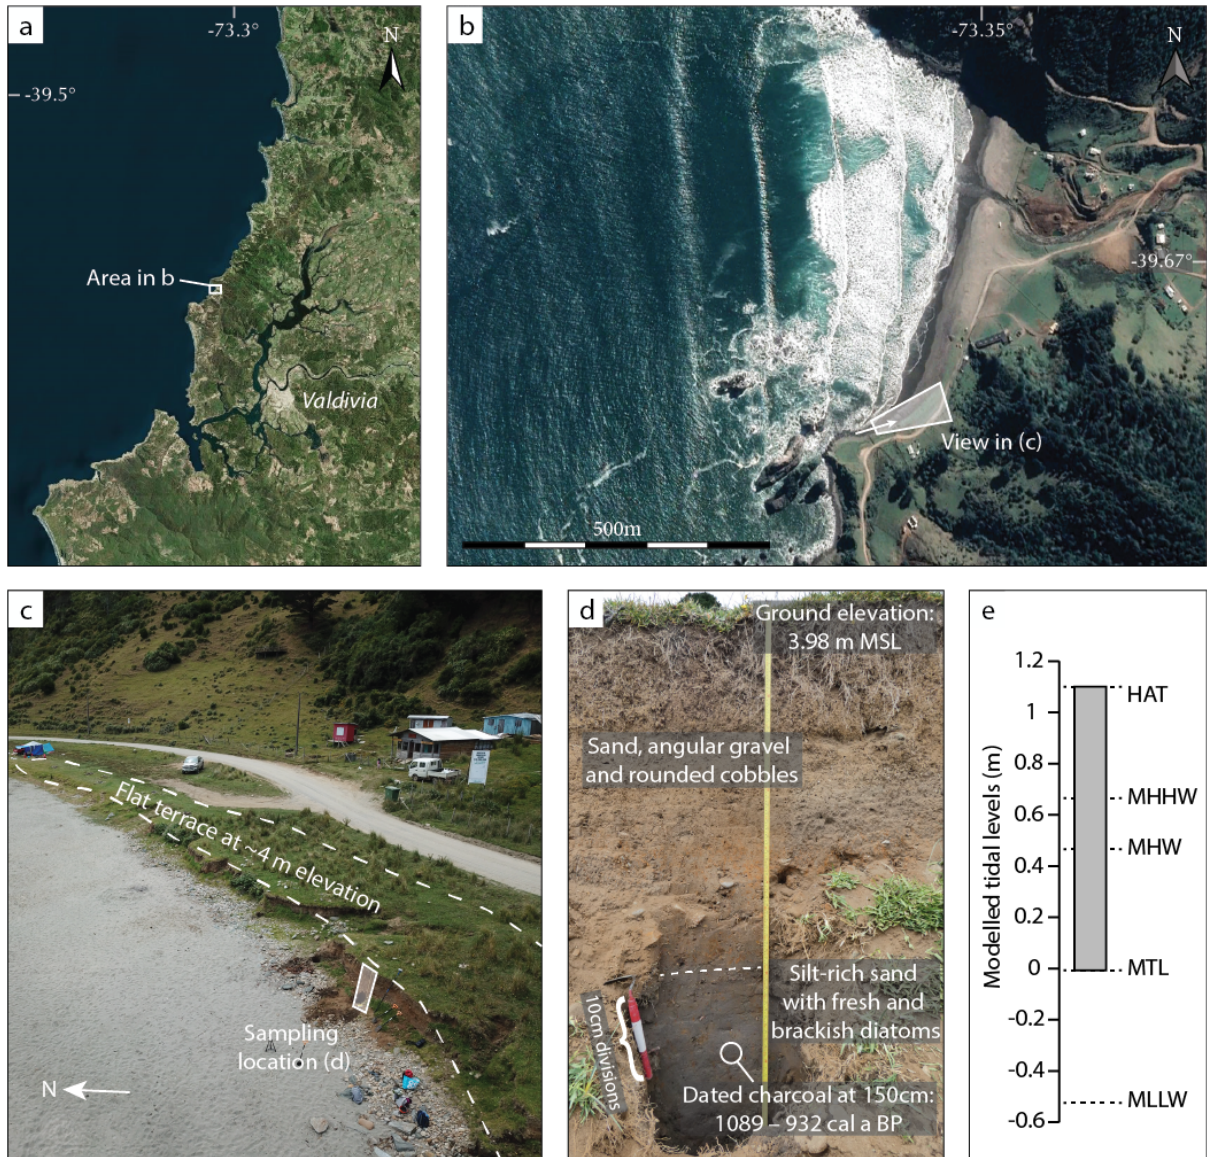 a
-73.3°
N
-39.5°
Area in b
Valdivia
b
-73.35°
N
-39.67°
View in (c)
500m
c
Flat terrace at ~4 m elevation
Sampling
location (d)
N
d
Ground elevation:
3.98 m MSL
Sand, angular gravel
and rounded cobbles
Silt-rich sand
with fresh and
brackish diatoms
10cm divisions
Dated charcoal at 150cm:
1089 – 932 cal a BP
e
Modelled tidal levels (m)
1.2
1
0.8
0.6
0.4
0.2
0
-0.2
-0.4
-0.6
HAT
MHHW
MHW
MTL
MLLW